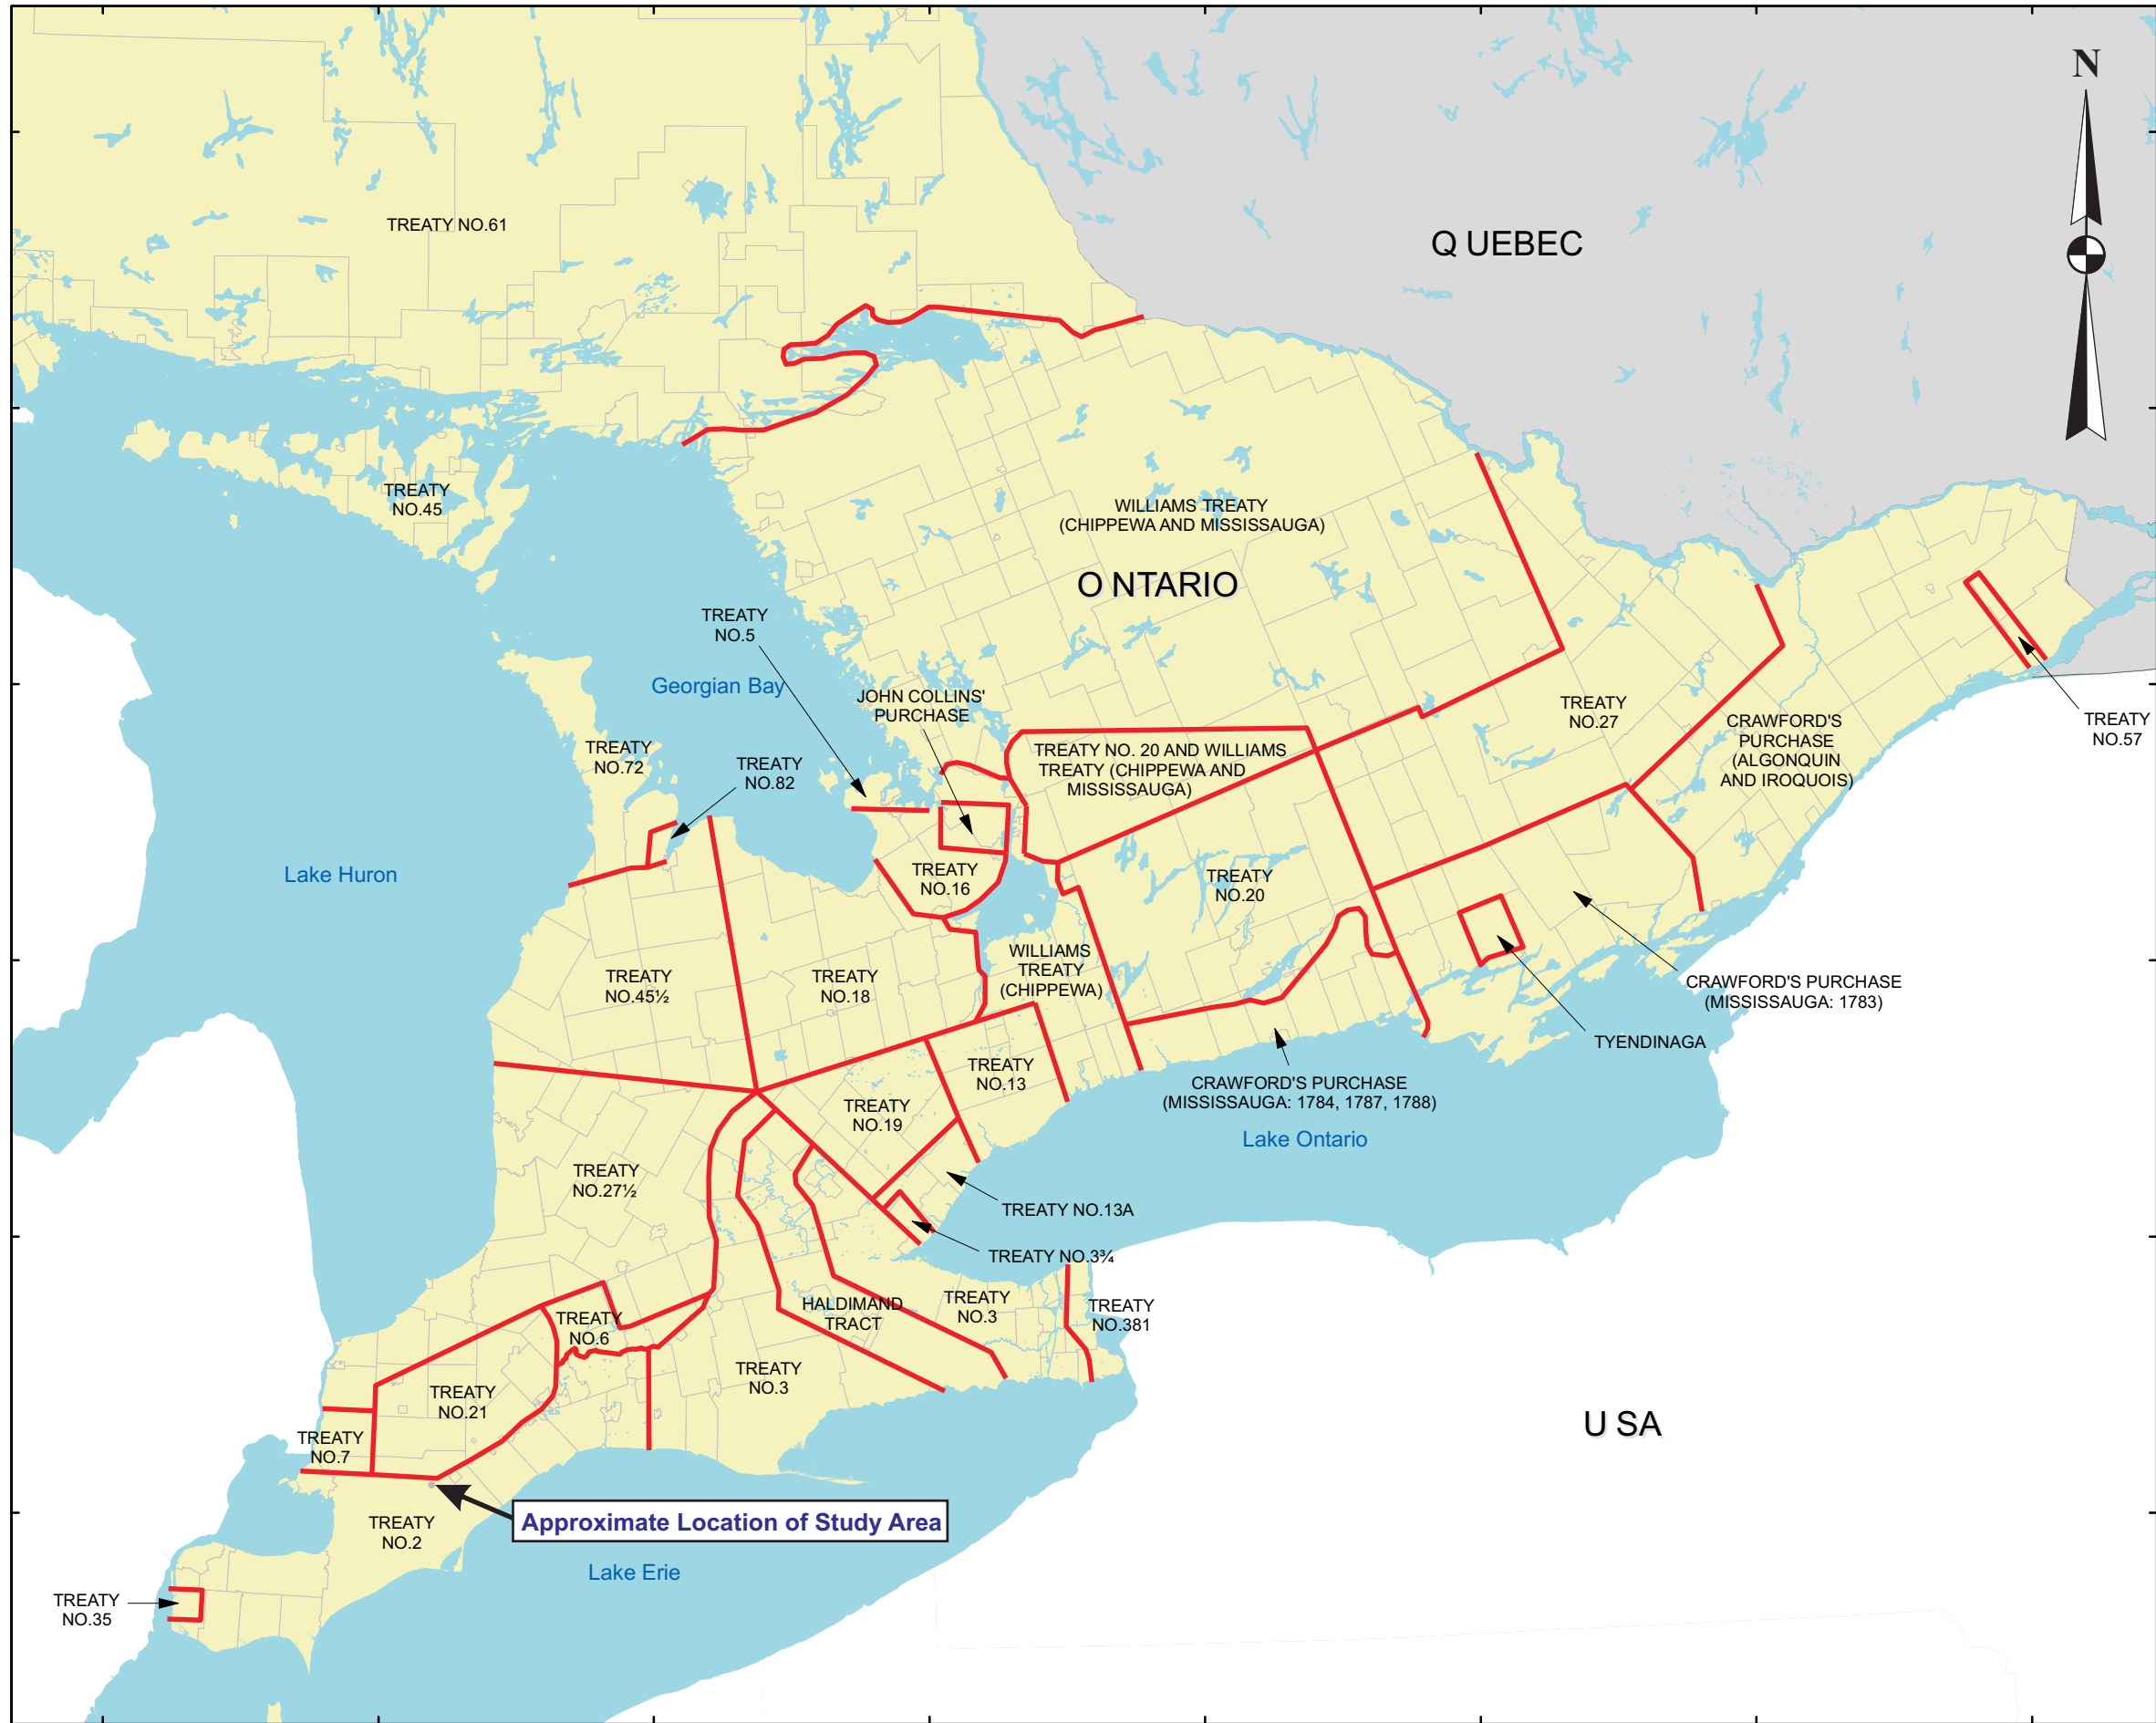 N
TREATY NO.61
Q UEBEC
TREATY
NO.45
WILLIAMS TREATY
(CHIPPEWA AND MISSISSAUGA)
O NTARIO
TREATY
NO.5
Georgian Bay
JOHN COLLINS'
PURCHASE
TREATY
NO.27
CRAWFORD'S
PURCHASE
(ALGONQUIN
AND IROQUOIS)
TREATY
NO.57
TREATY
NO.72
TREATY
NO.82
TREATY NO. 20 AND WILLIAMS
TREATY (CHIPPEWA AND
MISSISSAUGA)
Lake Huron
TREATY
NO.16
TREATY
NO.20
TREATY
NO.45½
TREATY
NO.18
WILLIAMS
TREATY
(CHIPPEWA)
CRAWFORD'S PURCHASE
(MISSISSAUGA: 1783)
TYENDINAGA
TREATY
NO.13
CRAWFORD'S PURCHASE
(MISSISSAUGA: 1784, 1787, 1788)
TREATY
NO.19
Lake Ontario
TREATY
NO.27½
TREATY NO.13A
TREATY NO.3¾
HALDIMAND
TRACT
TREATY
NO.3
TREATY
NO.381
TREATY
NO.6
TREATY
NO.3
TREATY
NO.21
U SA
TREATY
NO.7
Approximate Location of Study Area
TREATY
NO.2
Lake Erie
TREATY
NO.35